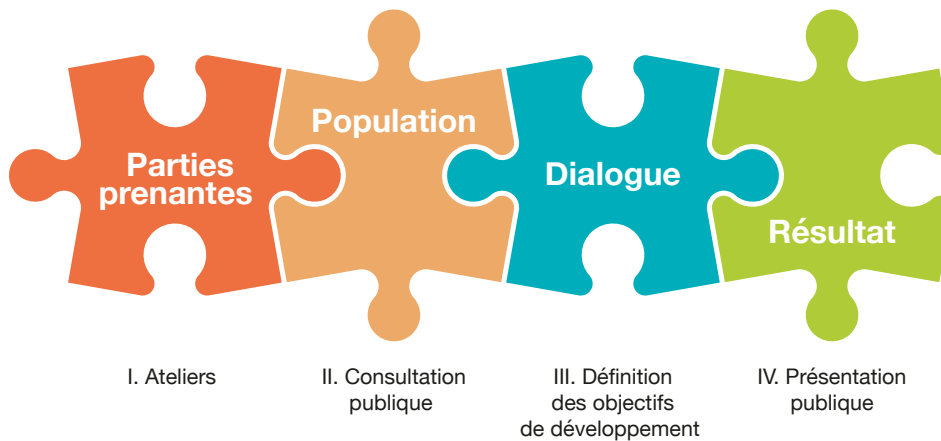 Parties
prenantes
Population
Dialogue
Résultat
I. Ateliers
II. Consultation
publique
III. Définition
des objectifs
de développement
IV. Présentation
publique